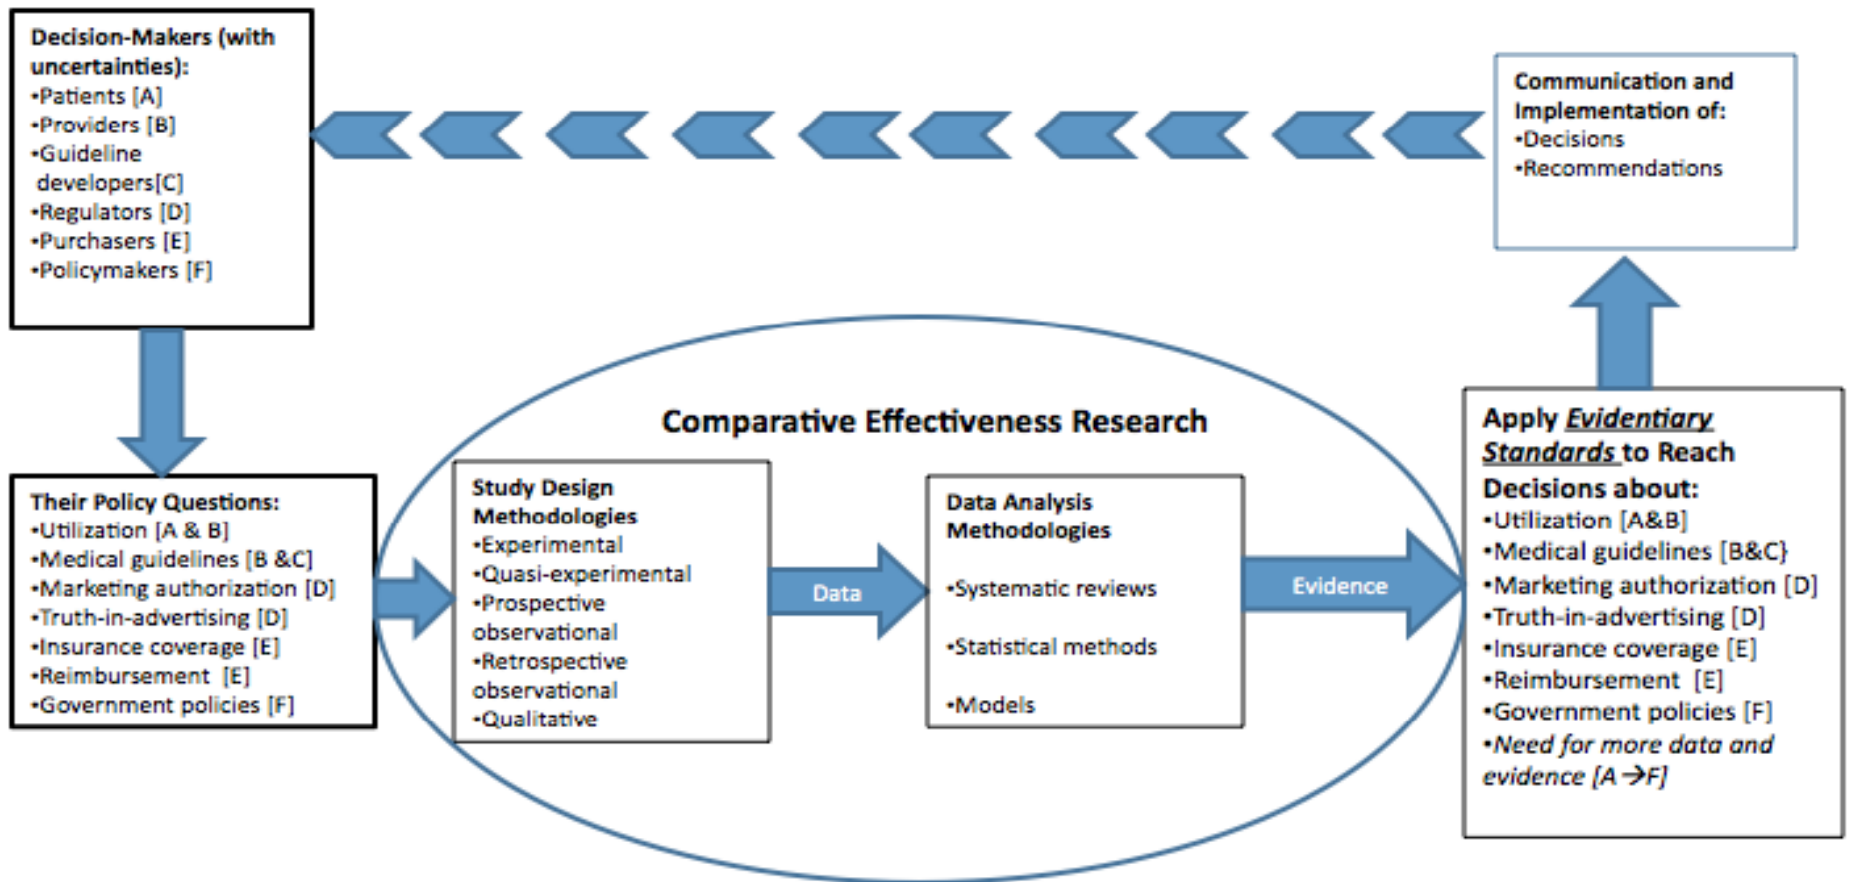 Decision-Makers (with
uncertainties):
•Patients [A]
•Providers [B]
•Guideline
developers[C]
•Regulators [D]
•Purchasers [E]
•Policymakers [F]
Communication and
Implementation of:
•Decisions
•Recommendations
Their Policy Questions:
•Utilization [A & B]
•Medical guidelines [B &C]
•Marketing authorization [D]
•Truth-in-advertising [D]
•Insurance coverage [E]
•Reimbursement [E]
•Government policies [F]
Comparative Effectiveness Research
Study Design
Methodologies
•Experimental
•Quasi-experimental
•Prospective
observational
•Retrospective
observational
•Qualitative
Data
Data Analysis
Methodologies
•Systematic reviews
•Statistical methods
•Models
Evidence
Apply Evidentiary
Standards to Reach
Decisions about:
•Utilization [A&B]
•Medical guidelines [B&C}
•Marketing authorization [D]
•Truth-in-advertising [D]
•Insurance coverage [E]
•Reimbursement [E]
•Government policies [F]
•Need for more data and
evidence [A→F]